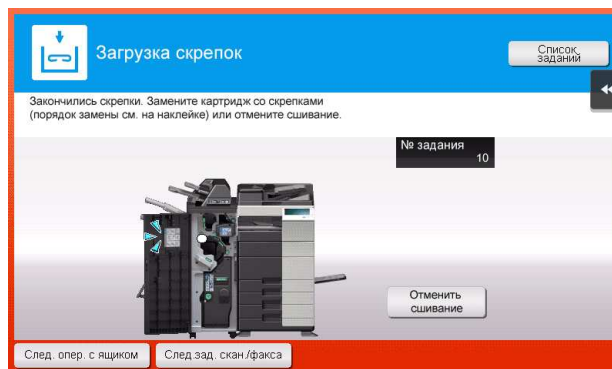 Загрузка скрепок
Список
заданий
Закончились скрепки. Замените картридж со скрепками
(порядок замены см. на наклейке) или отмените сшивание.
№ задания
10
Отменить
сшивание
След. опер. с ящиком
След.зад. скан./факса